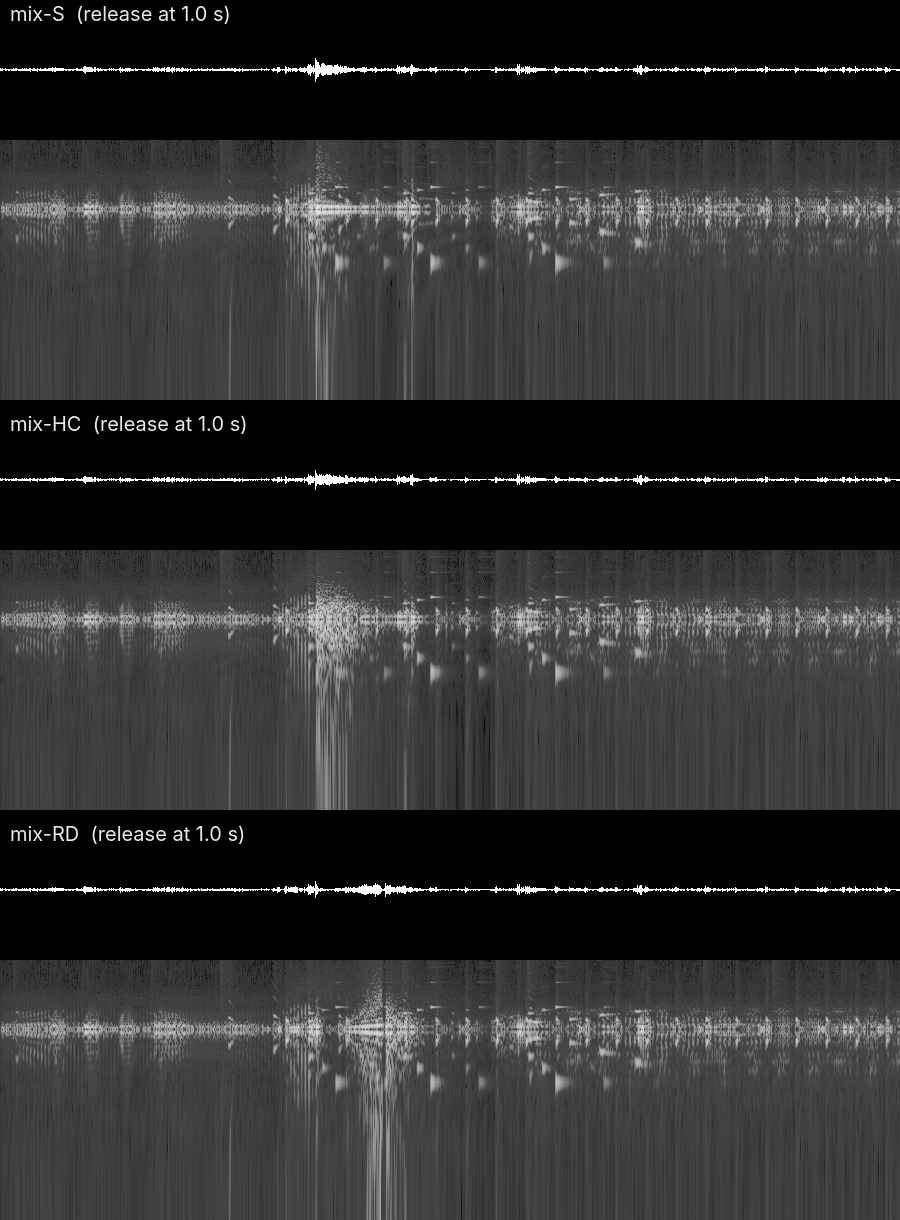 mix-S (release at 1.0 s)
mix-HC (release at 1.0 s)
mix-RD (release at 1.0 s)